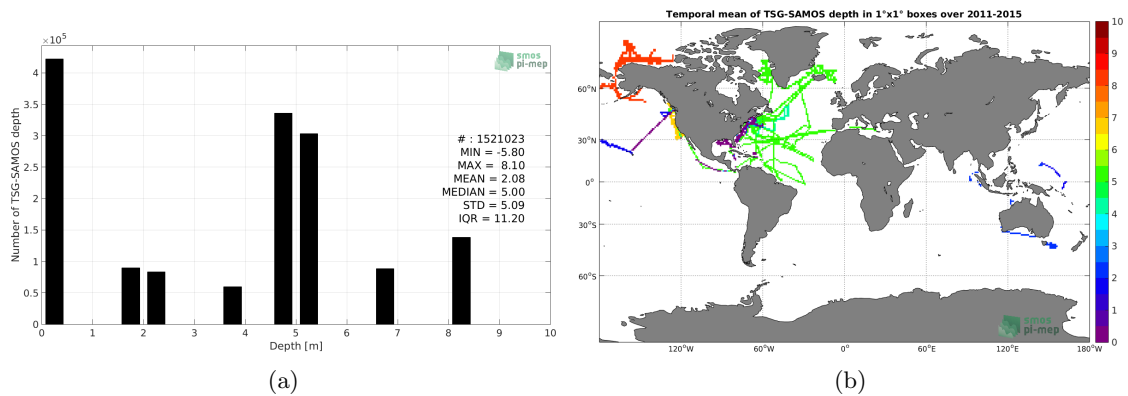 ×10⁵
4
3.5
3
2.5
2
1.5
1
0.5
0
0 1 2 3 4 5 6 7 8 9 10
Number of TSG-SAMOS depth
Depth [m]
smos
pi-mep
# : 1521023
MIN = -5.80
MAX = 8.10
MEAN = 2.08
MEDIAN = 5.00
STD = 5.09
IQR = 11.20
(a)
Temporal mean of TSG-SAMOS depth in 1°x1° boxes over 2011-2015
60°N
30°N
0°
30°S
60°S
120°W 60°W 0° 60°E 120°E 180°W
smos
pi-mep
10
9
8
7
6
5
4
3
2
1
0
(b)